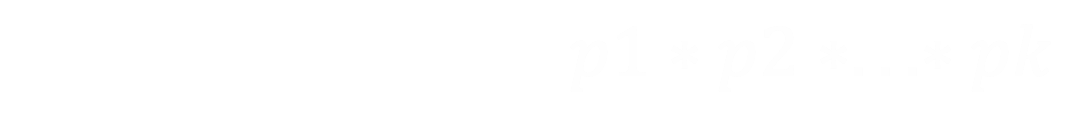 p1 = p2 =.. = pk